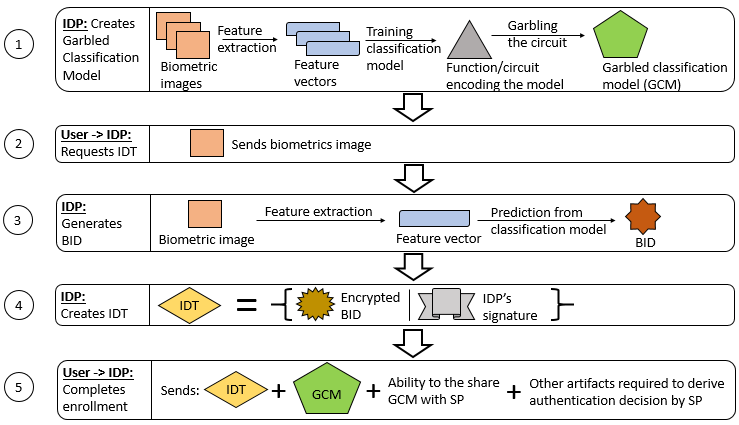 1
IDP: Creates
Garbled
Classification
Model
Biometric
images
Feature
extraction
Feature
vectors
Training
classification
model
Function/circuit
encoding the model
Garbling
the circuit
Garbled classification
model (GCM)
2
User -> IDP:
Requests IDT
Sends biometrics image
3
IDP:
Generates
BID
Biometric image
Feature extraction
Feature vector
Prediction from
classification model
BID
4
IDP:
Creates IDT
IDT
=
Encrypted
BID
IDP's
signature
5
User -> IDP:
Completes
enrollment
Sends:
IDT
+
GCM
+
Ability to the share
GCM with SP
+
Other artifacts required to derive
authentication decision by SP